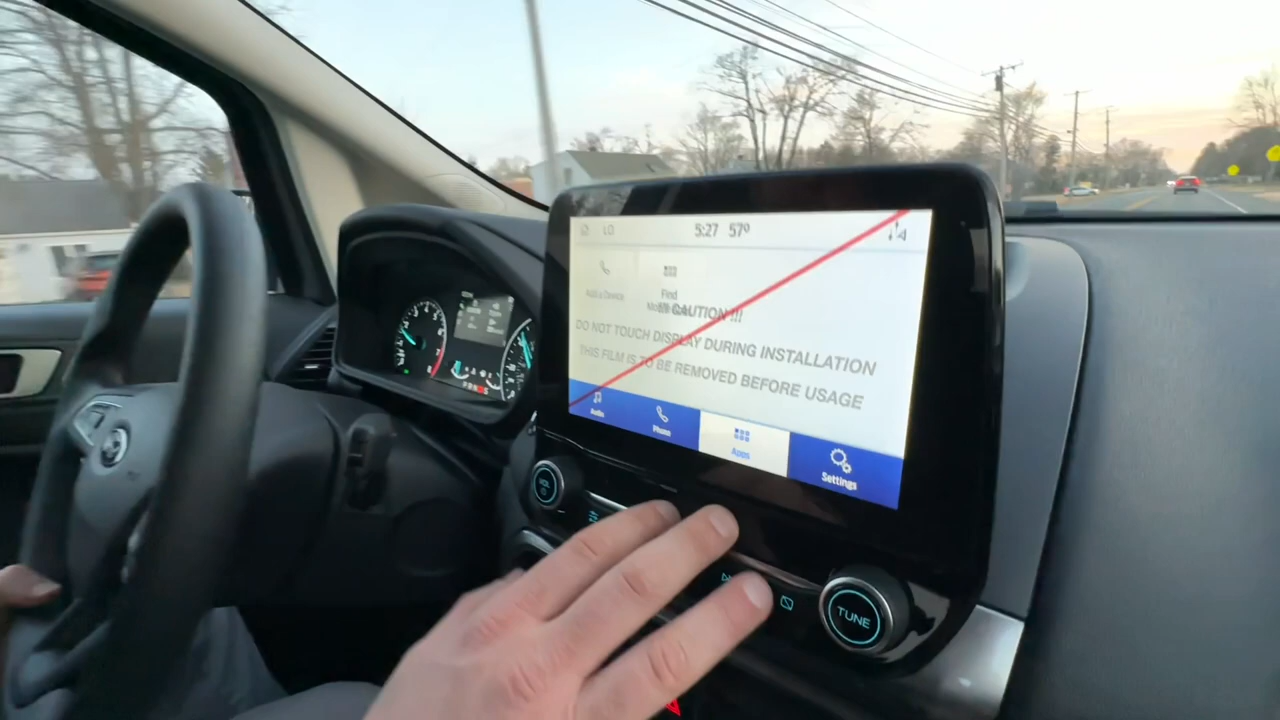 5:27 57°
Add a Device
Find
!!! CAUTION !!!
DO NOT TOUCH DISPLAY DURING INSTALLATION
THIS FILM IS TO BE REMOVED BEFORE USAGE
Audio
Phone
Apps
Settings
VOL
TUNE